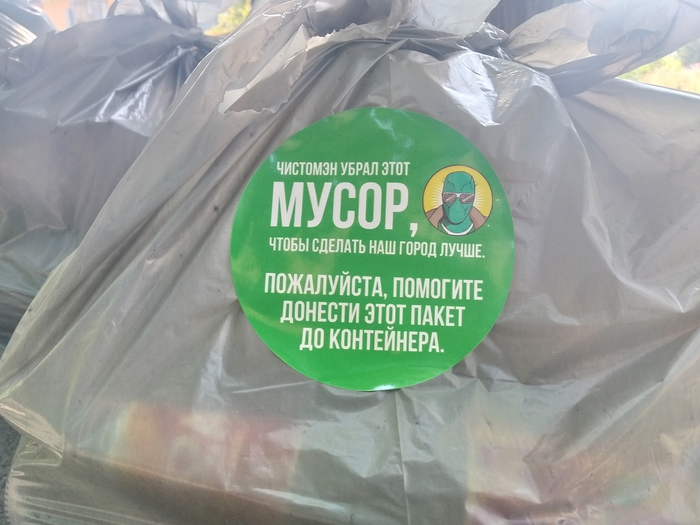 ЧИСТОМЭН УБРАЛ ЭТОТ
МУСОР,
ЧТОБЫ СДЕЛАТЬ НАШ ГОРОД ЛУЧШЕ.
ПОЖАЛУЙСТА, ПОМОГИТЕ
ДОНЕСТИ ЭТОТ ПАКЕТ
ДО КОНТЕЙНЕРА.